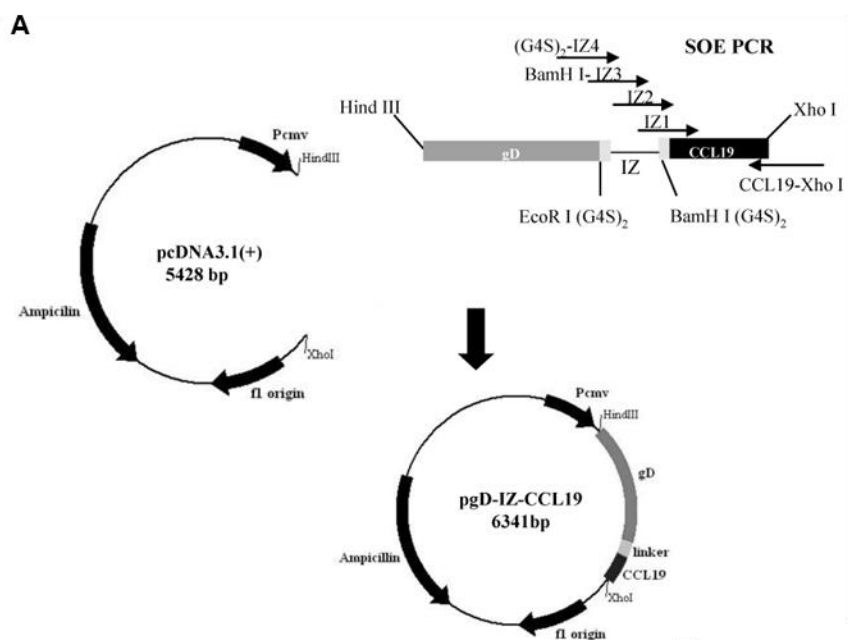 A
(G4S)2-IZ4
SOE PCR
BamH I- IZ3
IZ2
Hind III
Xho I
IZ1
Pcmv
HindIII
gD
CCL19
IZ
CCL19-Xho I
EcoR I (G4S)2
BamH I (G4S)2
pcDNA3.1(+)
5428 bp
Ampicilin
XhoI
f1 origin
Pcmv
HindIII
gD
pgD-IZ-CCL19
6341bp
linker
Ampicillin
CCL19
XhoI
f1 origin